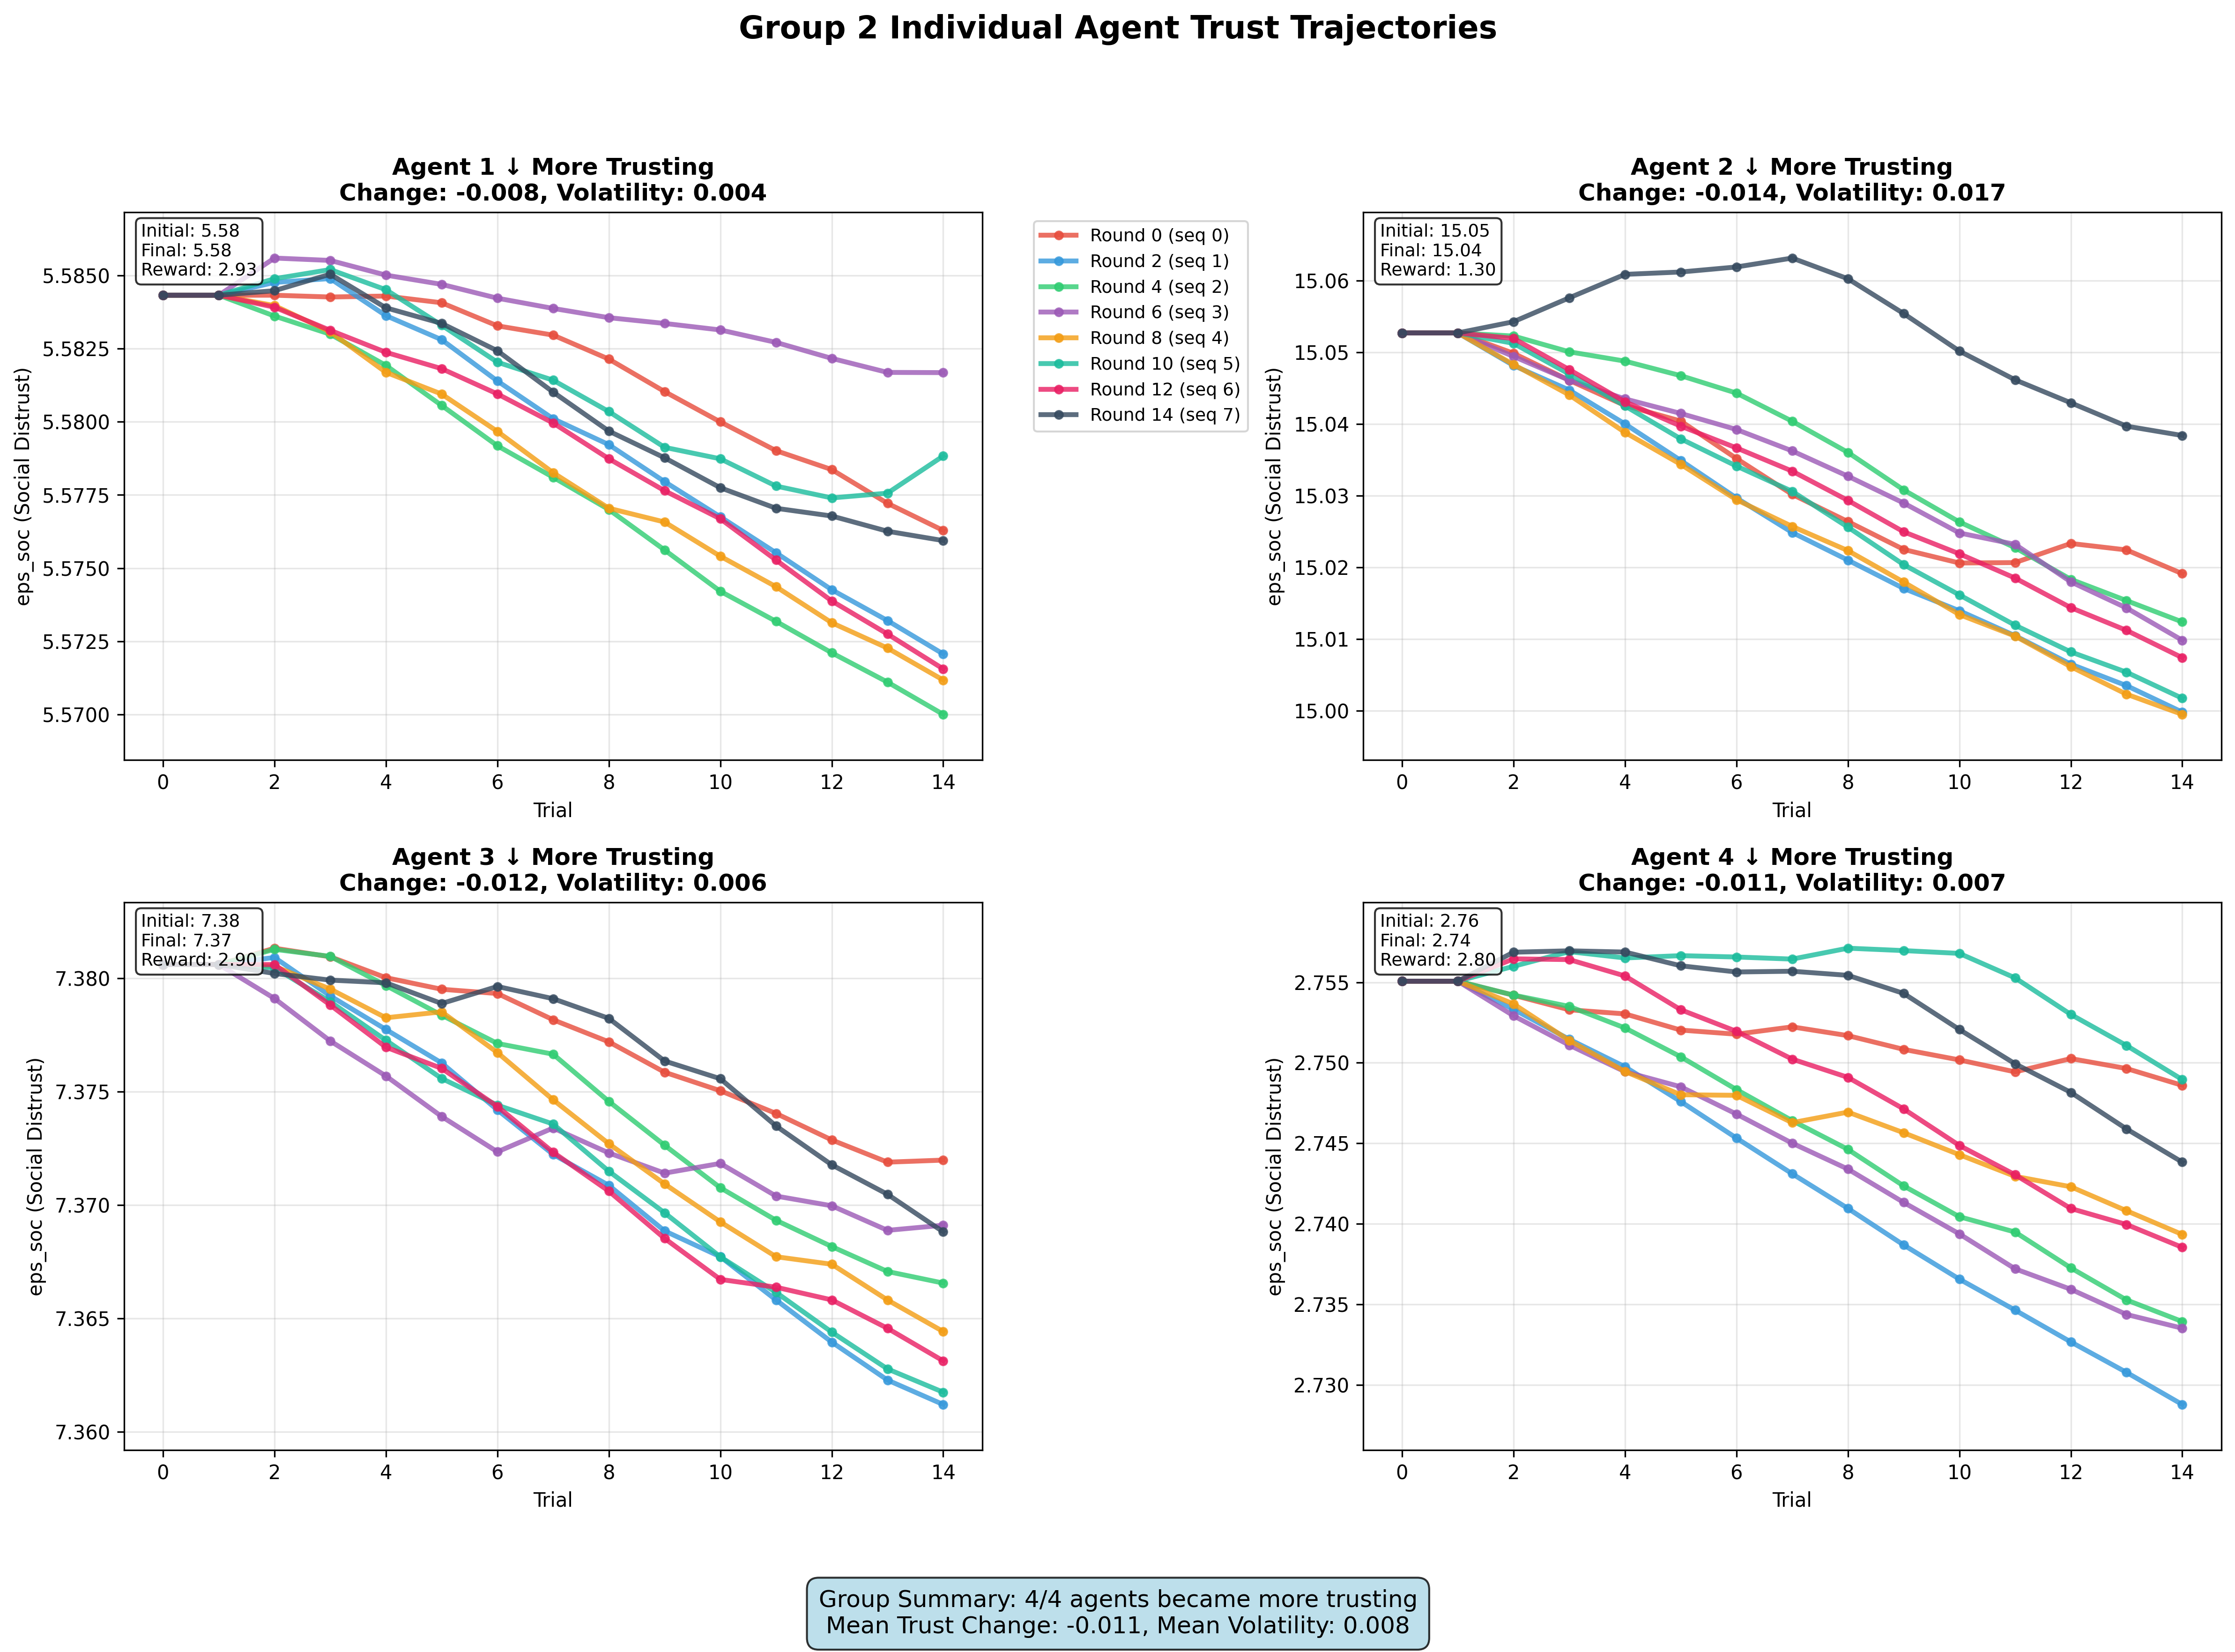 Group 2 Individual Agent Trust Trajectories
Agent 1 ↓ More Trusting
Change: -0.008, Volatility: 0.004
Initial: 5.58
Final: 5.58
Reward: 2.93
5.5850
5.5825
5.5800
5.5775
5.5750
5.5725
5.5700
eps_soc (Social Distrust)
0 2 4 6 8 10 12 14
Trial
Round 0 (seq 0)
Round 2 (seq 1)
Round 4 (seq 2)
Round 6 (seq 3)
Round 8 (seq 4)
Round 10 (seq 5)
Round 12 (seq 6)
Round 14 (seq 7)
Agent 2 ↓ More Trusting
Change: -0.014, Volatility: 0.017
Initial: 15.05
Final: 15.04
Reward: 1.30
15.06
15.05
15.04
15.03
15.02
15.01
15.00
eps_soc (Social Distrust)
0 2 4 6 8 10 12 14
Trial
Agent 3 ↓ More Trusting
Change: -0.012, Volatility: 0.006
Initial: 7.38
Final: 7.37
Reward: 2.90
7.380
7.375
7.370
7.365
7.360
eps_soc (Social Distrust)
0 2 4 6 8 10 12 14
Trial
Agent 4 ↓ More Trusting
Change: -0.011, Volatility: 0.007
Initial: 2.76
Final: 2.74
Reward: 2.80
2.755
2.750
2.745
2.740
2.735
2.730
eps_soc (Social Distrust)
0 2 4 6 8 10 12 14
Trial
Group Summary: 4/4 agents became more trusting
Mean Trust Change: -0.011, Mean Volatility: 0.008